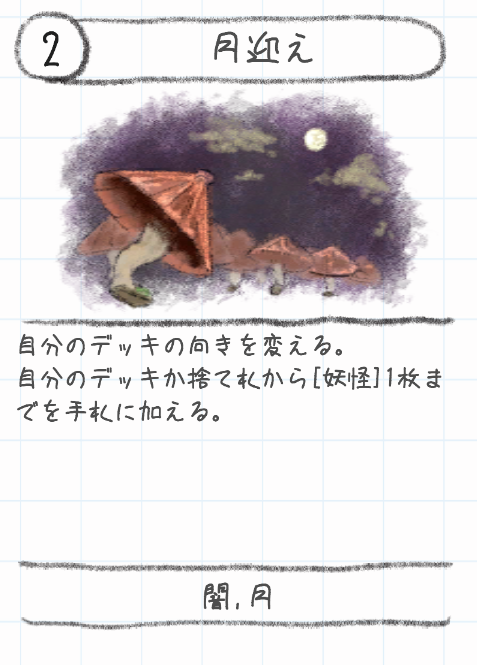 2
月迎え
自分のデッキの向きを変える。
自分のデッキか捨て札から[妖怪]1枚ま
でを手札に加える。
闇,月